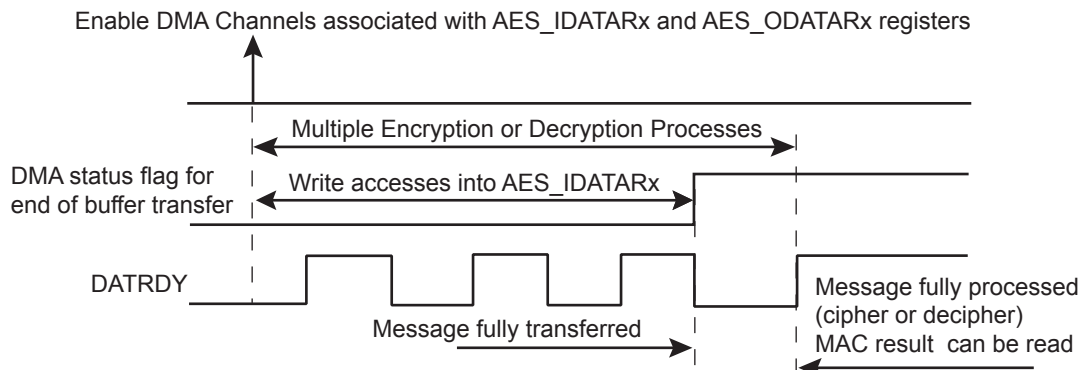 Enable DMA Channels associated with AES_IDATARx and AES_ODATARx registers
Multiple Encryption or Decryption Processes
DMA status flag for
end of buffer transfer
Write accesses into AES_IDATARx
DATRDY
Message fully transferred
Message fully processed
(cipher or decipher)
MAC result can be read